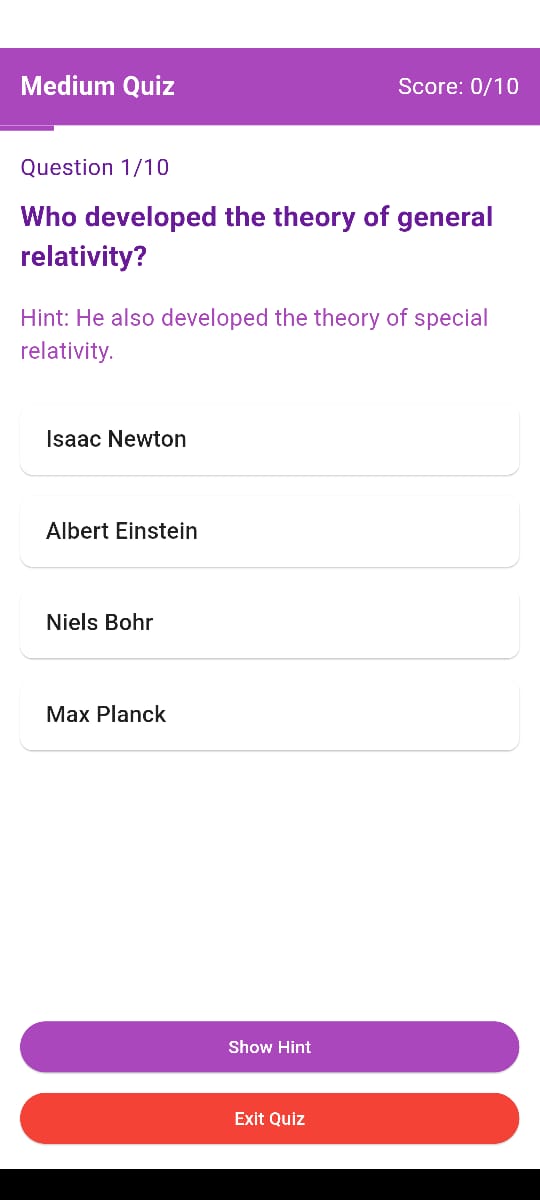 Medium Quiz
Score: 0/10
Question 1/10
Who developed the theory of general
relativity?
Hint: He also developed the theory of special
relativity.
Isaac Newton
Albert Einstein
Niels Bohr
Max Planck
Show Hint
Exit Quiz